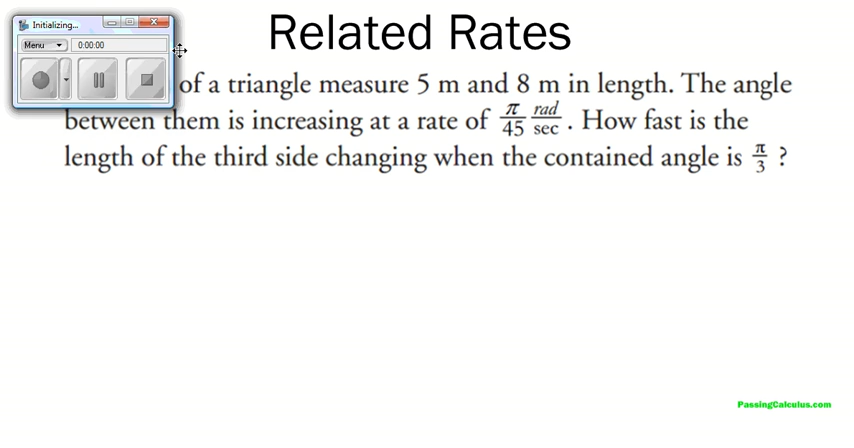 Initializing...
Related Rates
Menu 0:00:00
of a triangle measure 5 m and 8 m in length. The angle
between them is increasing at a rate of π/45 rad/sec . How fast is the
length of the third side changing when the contained angle is π/3 ?
PassingCalculus.com